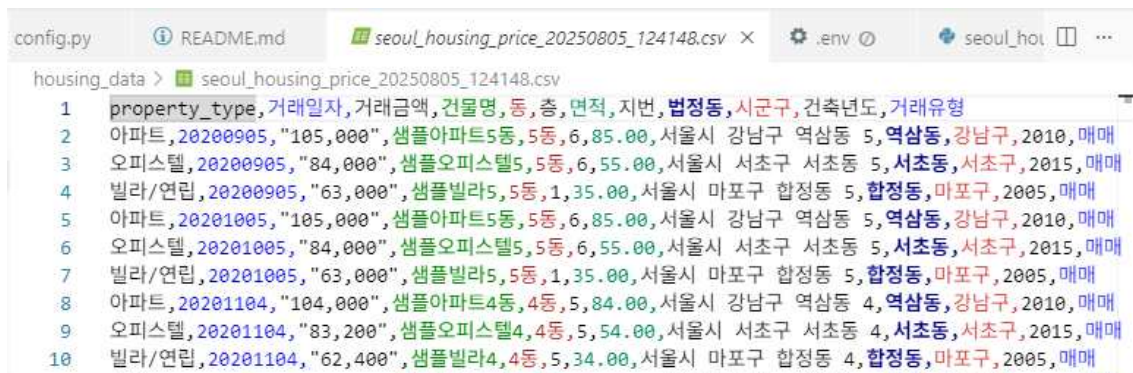 config.py README.md seoul_housing_price_20250805_124148.csv × .env seoul_hou ...
housing_data > seoul_housing_price_20250805_124148.csv
1 property_type,거래일자,거래금액,건물명,동,층,면적,지번,법정동,시군구,건축년도,거래유형
2 아파트,20200905,"105,000",샘플아파트5동,5동,6,85.00,서울시 강남구 역삼동 5,역삼동,강남구,2010,매매
3 오피스텔,20200905,"84,000",샘플오피스텔5,5동,6,55.00,서울시 서초구 서초동 5,서초동,서초구,2015,매매
4 빌라/연립,20200905,"63,000",샘플빌라5,5동,1,35.00,서울시 마포구 합정동 5,합정동,마포구,2005,매매
5 아파트,20201005,"105,000",샘플아파트5동,5동,6,85.00,서울시 강남구 역삼동 5,역삼동,강남구,2010,매매
6 오피스텔,20201005,"84,000",샘플오피스텔5,5동,6,55.00,서울시 서초구 서초동 5,서초동,서초구,2015,매매
7 빌라/연립,20201005,"63,000",샘플빌라5,5동,1,35.00,서울시 마포구 합정동 5,합정동,마포구,2005,매매
8 아파트,20201104,"104,000",샘플아파트4동,4동,5,84.00,서울시 강남구 역삼동 4,역삼동,강남구,2010,매매
9 오피스텔,20201104,"83,200",샘플오피스텔4,4동,5,54.00,서울시 서초구 서초동 4,서초동,서초구,2015,매매
10 빌라/연립,20201104,"62,400",샘플빌라4,4동,5,34.00,서울시 마포구 합정동 4,합정동,마포구,2005,매매